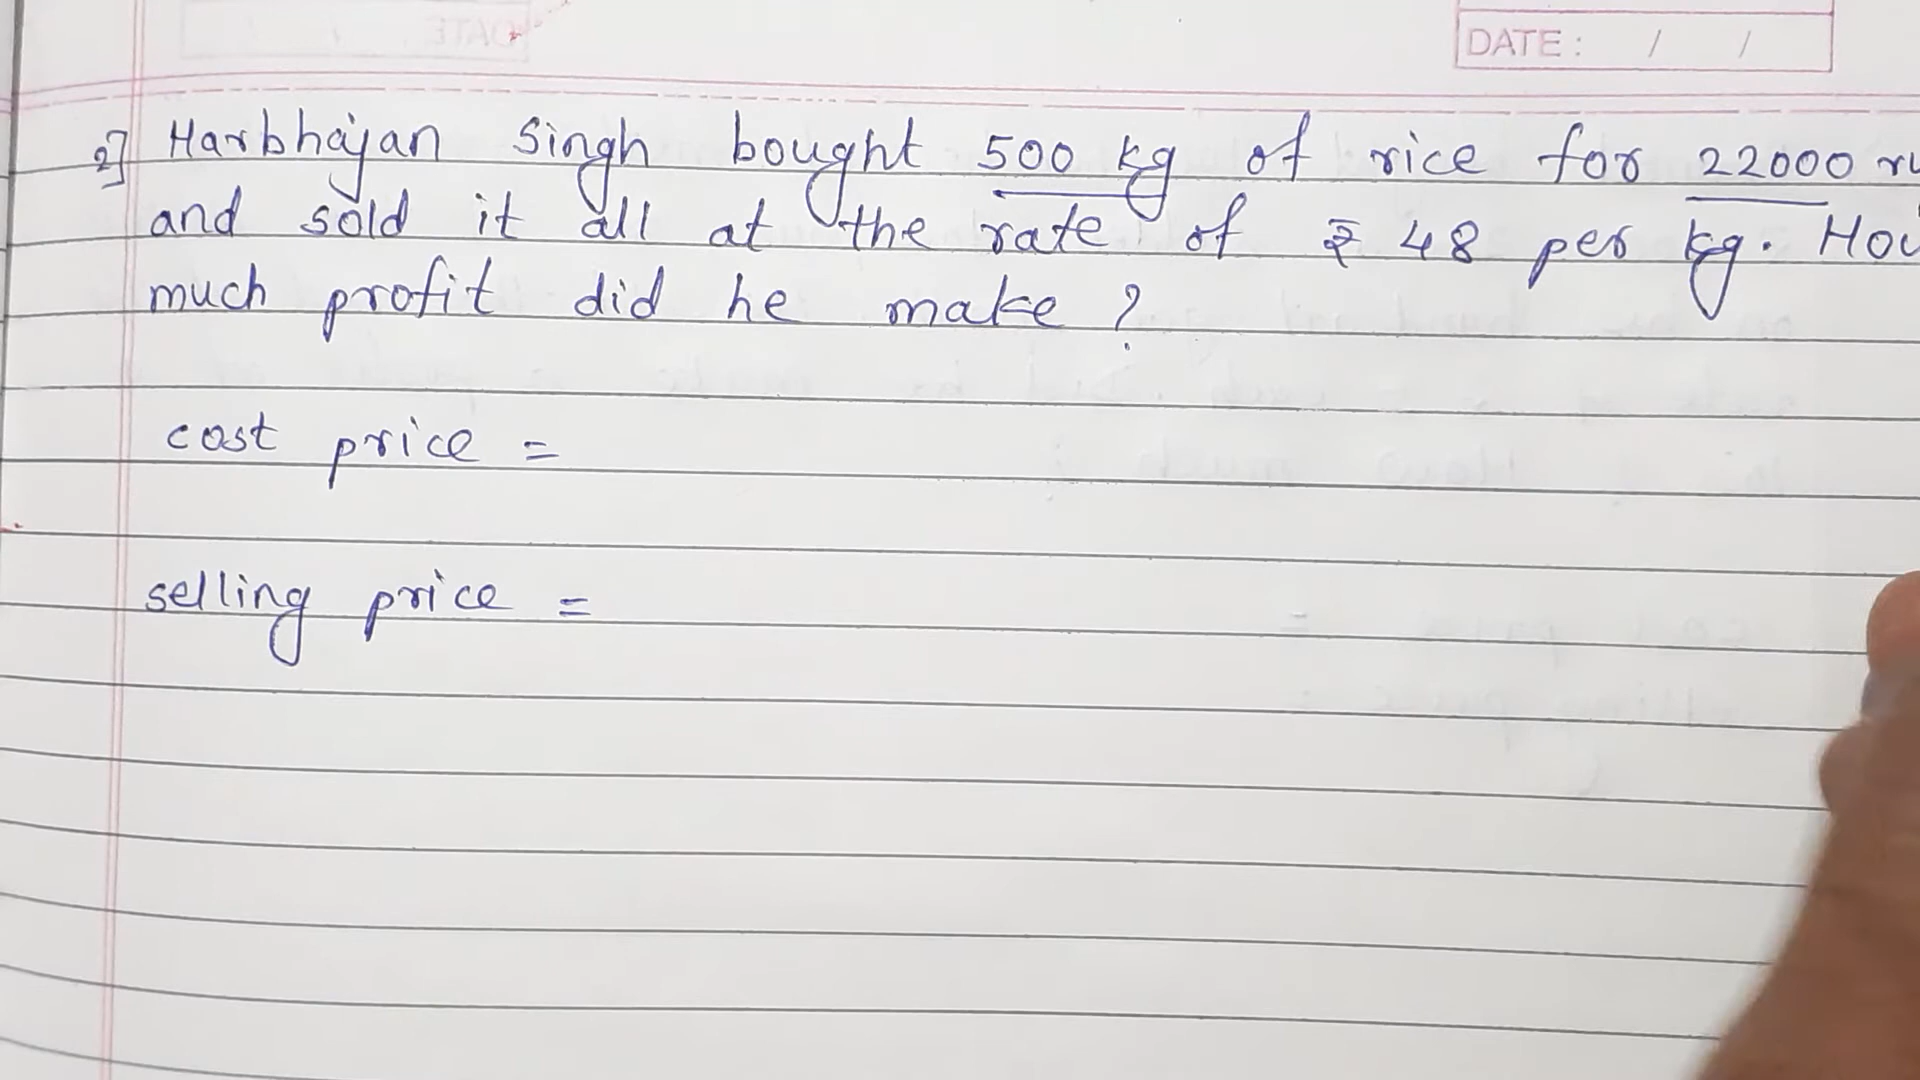 DATE : / /
2] Harbhajan Singh bought 500 kg of rice for 22000
and sold it all at the rate of ₹ 48 per kg.
much profit did he make ?
cost price =
selling price =